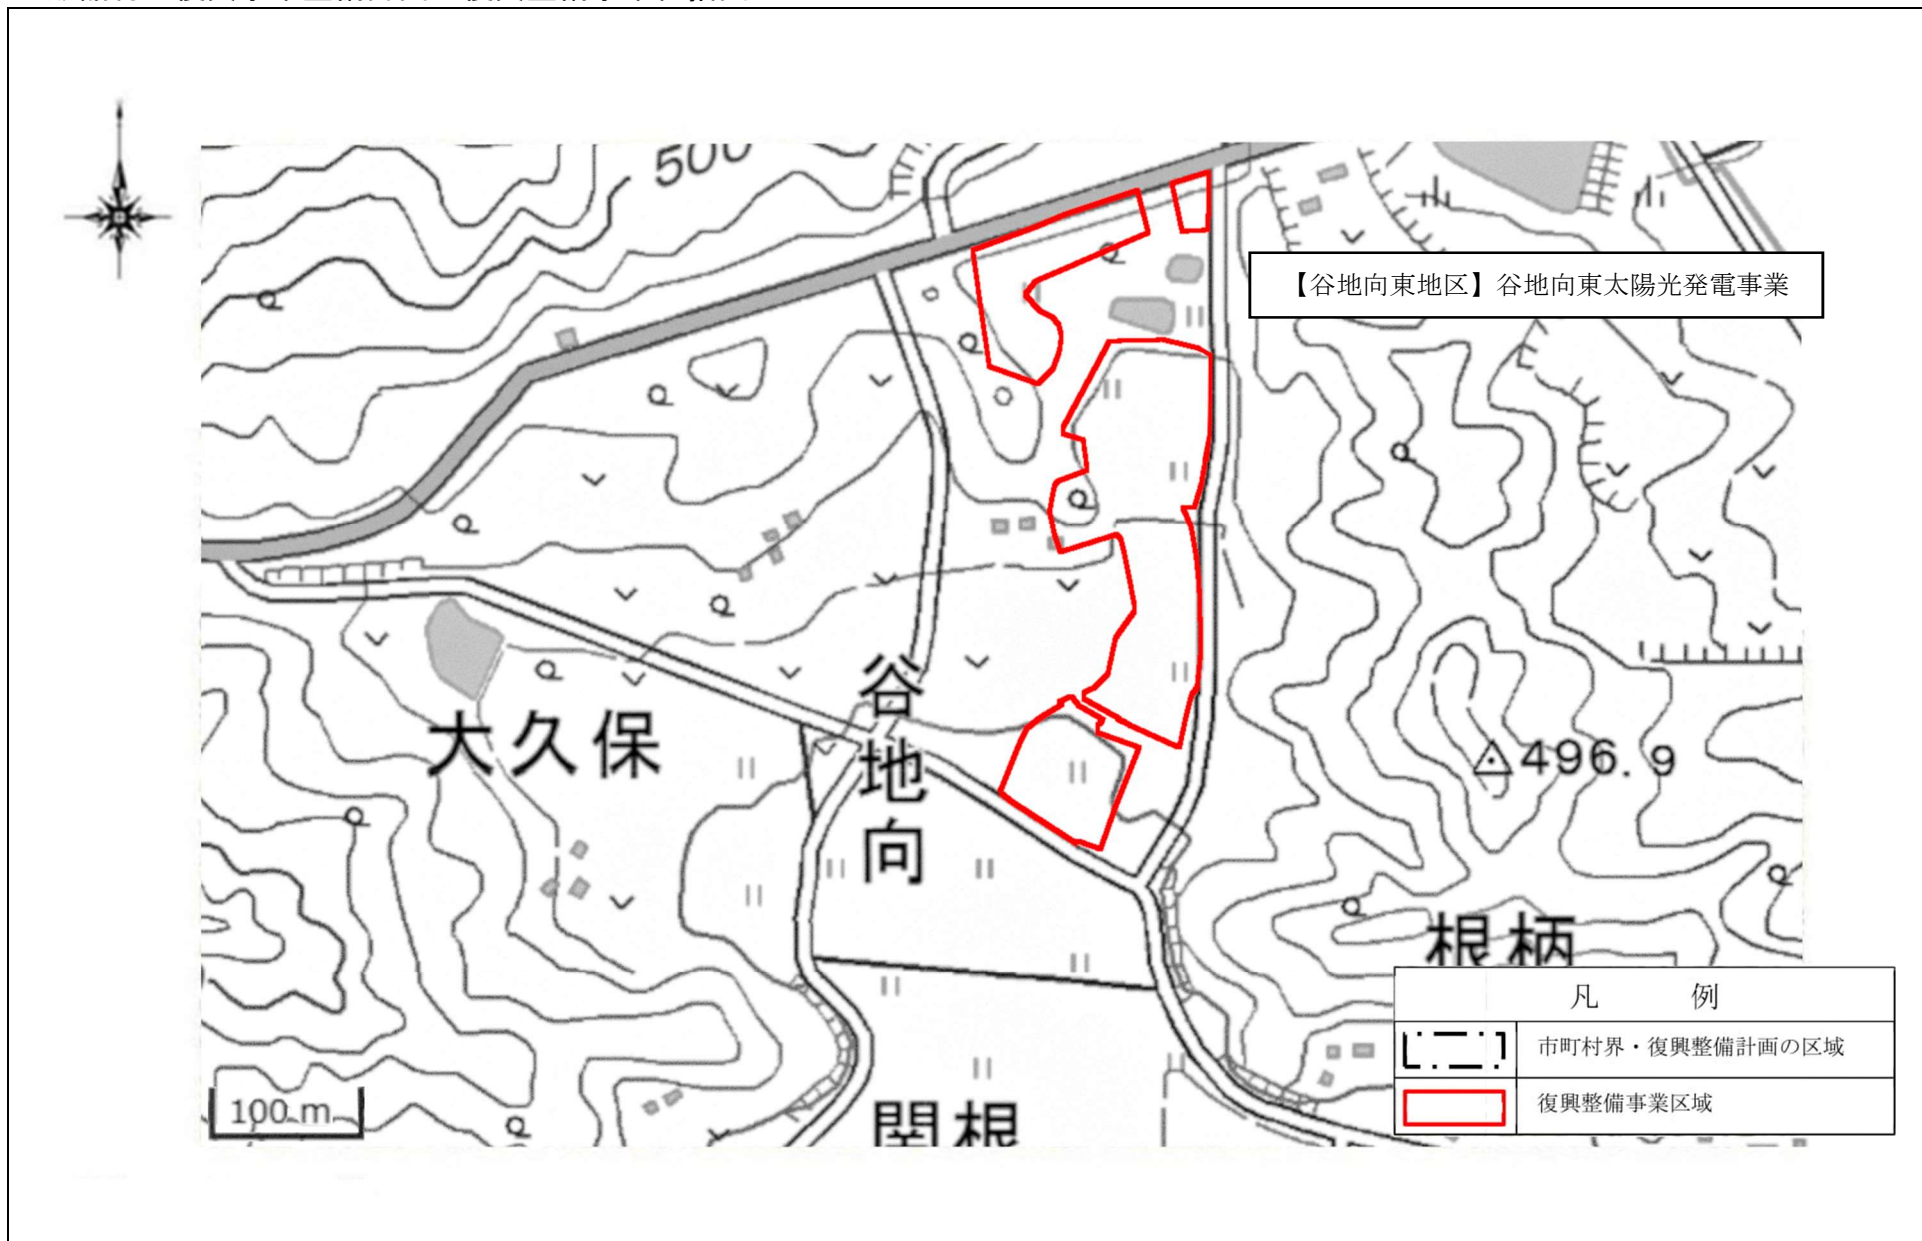 500
【谷地向東地区】谷地向東太陽光発電事業
谷地向
大久保
496.9
根柄
凡 例
市町村界・復興整備計画の区域
復興整備事業区域
100 m
関根